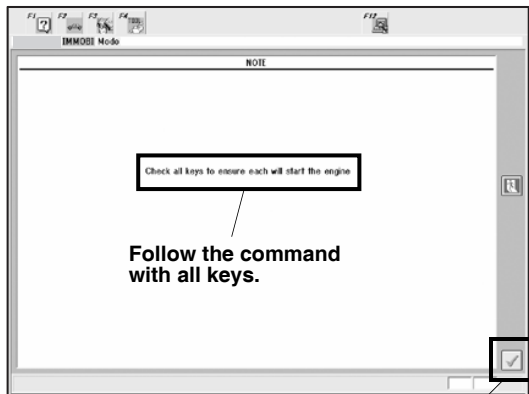 F1 F2 F3 F4 F12
?
IMMOBI Mode
NOTE
Check all keys to ensure each will start the engine
Follow the command
with all keys.